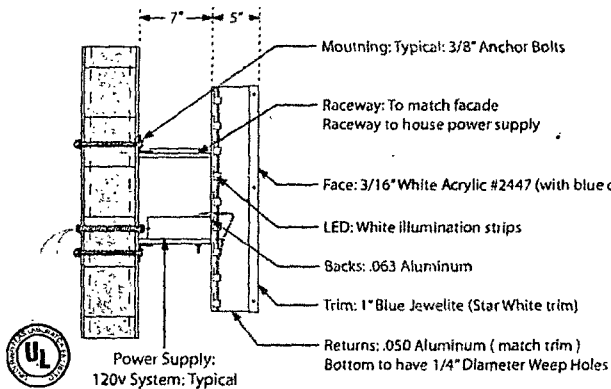 7" 5"
Moutning: Typical: 3/8" Anchor Bolts
Raceway: To match facade
Raceway to house power supply
Face: 3/16" White Acrylic #2447 (with blue
LED: White illumination strips
Backs: .063 Aluminum
Trim: 1" Blue Jewelite (Star White trim)
Returns: .050 Aluminum ( match trim )
Bottom to have 1/4" Diameter Weep Holes
Power Supply:
120v System: Typical
UL